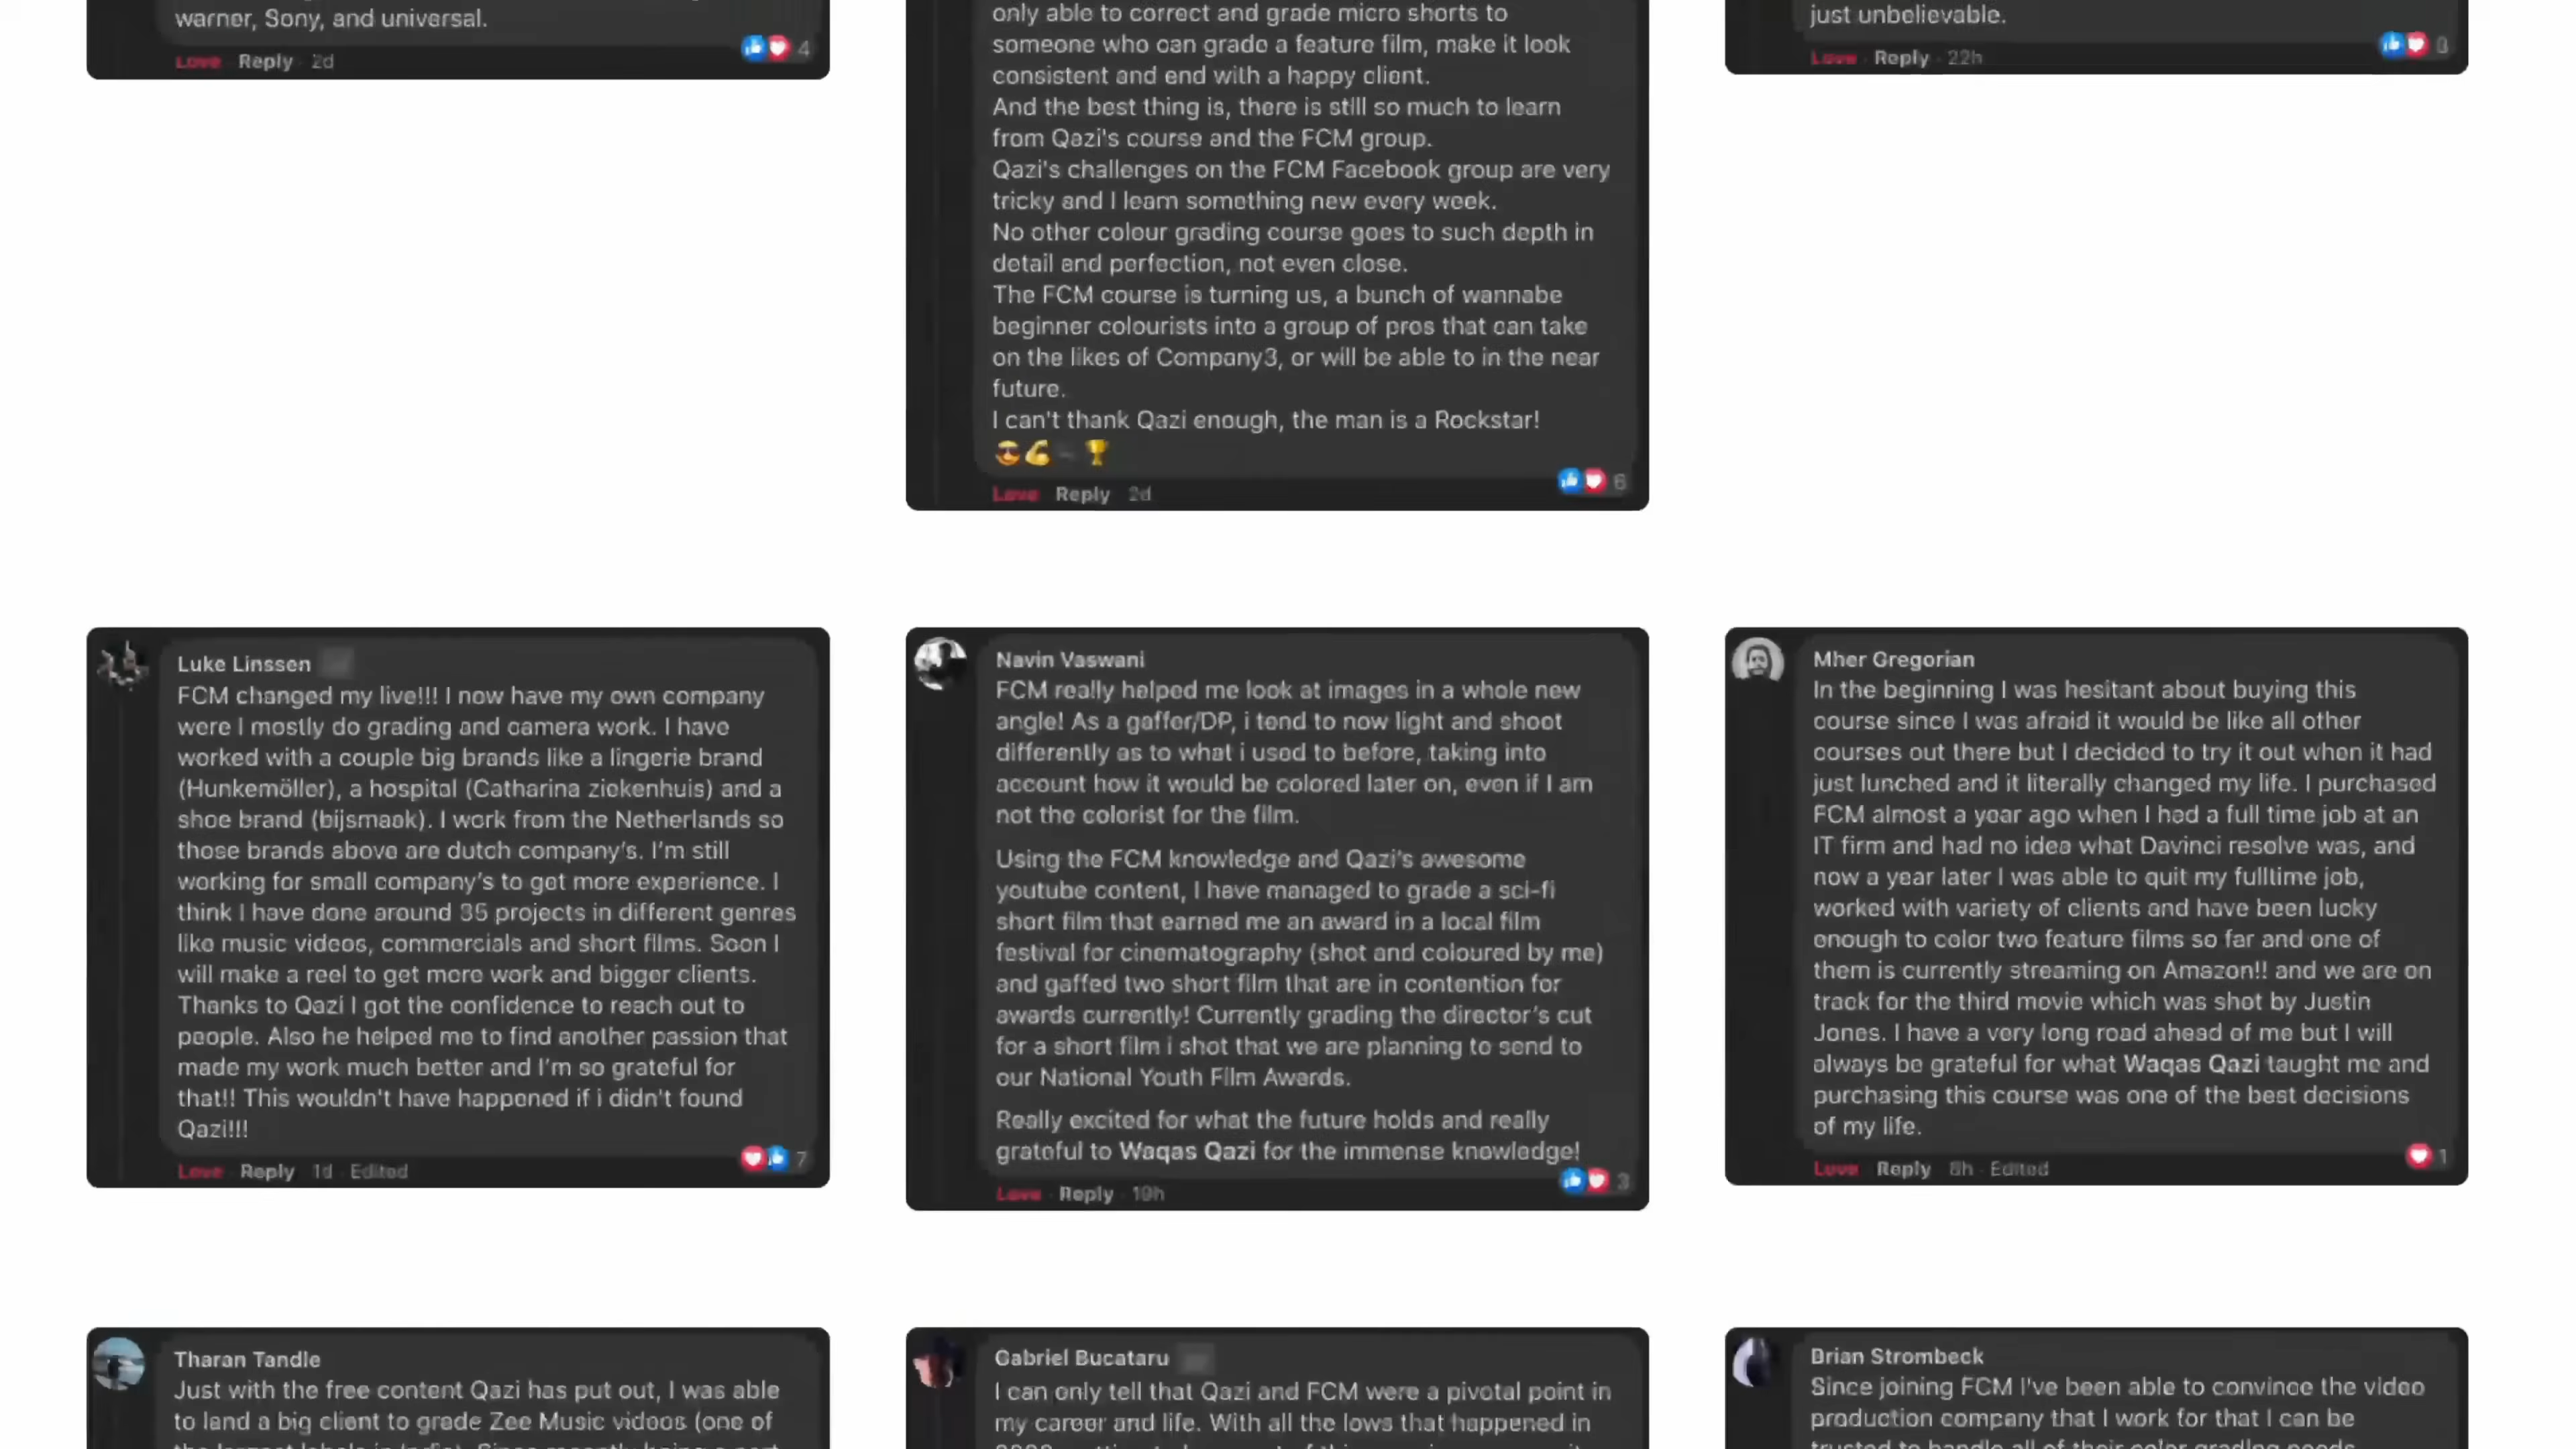 warner, Sony, and universal.
Love Reply 2d
4
only able to correct and grade micro shorts to
someone who can grade a feature film, make it look
consistent and end with a happy client.
And the best thing is, there is still so much to learn
from Qazi's course and the FCM group.
Qazi's challenges on the FCM Facebook group are very
tricky and I learn something new every week.
No other colour grading course goes to such depth in
detail and perfection, not even close.
The FCM course is turning us, a bunch of wannabe
beginner colourists into a group of pros that can take
on the likes of Company3, or will be able to in the near
future.
I can't thank Qazi enough, the man is a Rockstar!
😎💪 🏆
Love Reply 2d
6
just unbelievable.
Love · Reply · 22h
Luke Linssen
FCM changed my live!!! I now have my own company
were I mostly do grading and camera work. I have
worked with a couple big brands like a lingerie brand
(Hunkemöller), a hospital (Catharina ziekenhuis) and a
shoe brand (bijsmaak). I work from the Netherlands so
those brands above are dutch company's. I'm still
working for small company's to get more experience. I
think I have done around 35 projects in different genres
like music videos, commercials and short films. Soon I
will make a reel to get more work and bigger clients.
Thanks to Qazi I got the confidence to reach out to
people. Also he helped me to find another passion that
made my work much better and I'm so grateful for
that!! This wouldn't have happened if i didn't found
Qazi!!!
Love · Reply · 1d · Edited
7
Navin Vaswani
FCM really helped me look at images in a whole new
angle! As a gaffer/DP, i tend to now light and shoot
differently as to what i used to before, taking into
account how it would be colored later on, even if I am
not the colorist for the film.
Using the FCM knowledge and Qazi's awesome
youtube content, I have managed to grade a sci-fi
short film that earned me an award in a local film
festival for cinematography (shot and coloured by me)
and gaffed two short film that are in contention for
awards currently! Currently grading the director's cut
for a short film i shot that we are planning to send to
our National Youth Film Awards.
Really excited for what the future holds and really
grateful to Waqas Qazi for the immense knowledge!
Love · Reply · 19h
3
Mher Gregorian
In the beginning I was hesitant about buying this
course since I was afraid it would be like all other
courses out there but I decided to try it out when it had
just lunched and it literally changed my life. I purchased
FCM almost a year ago when I had a full time job at an
IT firm and had no idea what Davinci resolve was, and
now a year later I was able to quit my fulltime job,
worked with variety of clients and have been lucky
enough to color two feature films so far and one of
them is currently streaming on Amazon!! and we are on
track for the third movie which was shot by Justin
Jones. I have a very long road ahead of me but I will
always be grateful for what Waqas Qazi taught me and
purchasing this course was one of the best decisions
of my life.
Love · Reply · 8h · Edited
1
Tharan Tandle
Just with the free content Qazi has put out, I was able
to land a big client to grade Zee Music videos (one of
Gabriel Bucataru
I can only tell that Qazi and FCM were a pivotal point in
my career and life. With all the lows that happened in
Brian Strombeck
Since joining FCM I've been able to convince the video
production company that I work for that I can be
trusted to handle all of their color grading needs